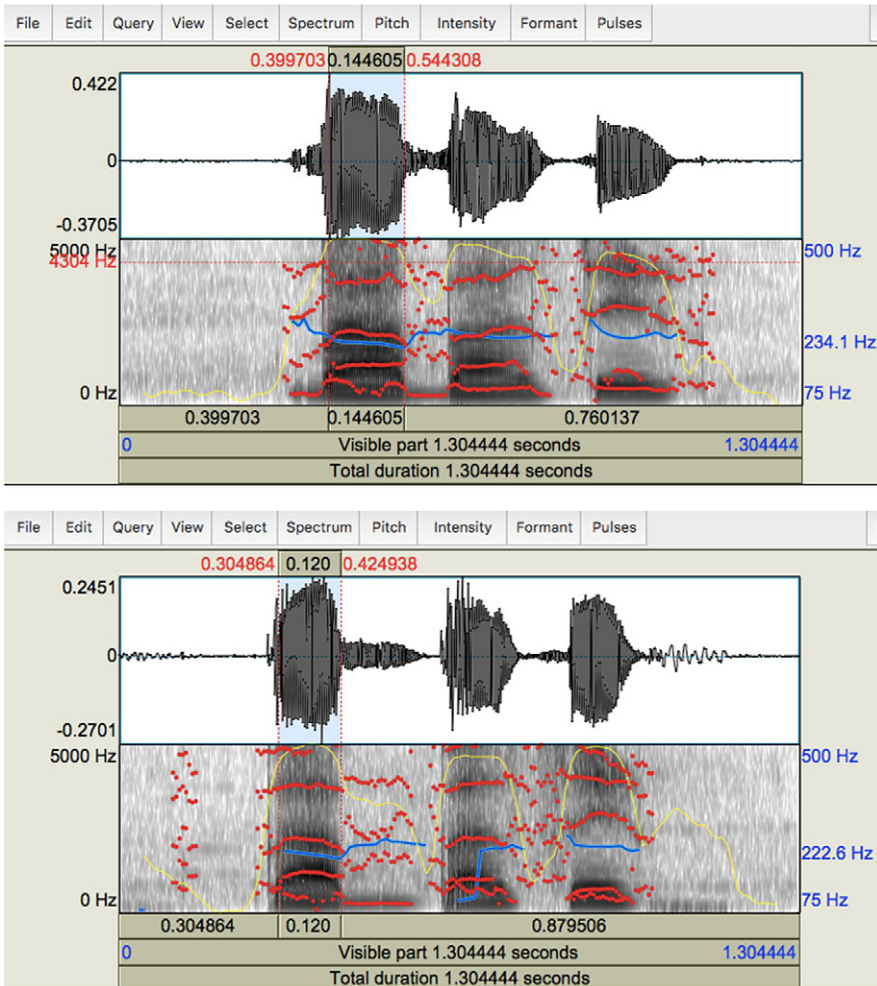 File Edit Query View Select Spectrum Pitch Intensity Formant Pulses
0.399703 0.144605 0.544308
0.422
0
-0.3705
5000 Hz 500 Hz
4304 Hz
234.1 Hz
0 Hz 75 Hz
0.399703 0.144605 0.760137
0 Visible part 1.304444 seconds 1.304444
Total duration 1.304444 seconds
File Edit Query View Select Spectrum Pitch Intensity Formant Pulses
0.304864 0.120 0.424938
0.2451
0
-0.2701
5000 Hz 500 Hz
222.6 Hz
0 Hz 75 Hz
0.304864 0.120 0.879506
0 Visible part 1.304444 seconds 1.304444
Total duration 1.304444 seconds